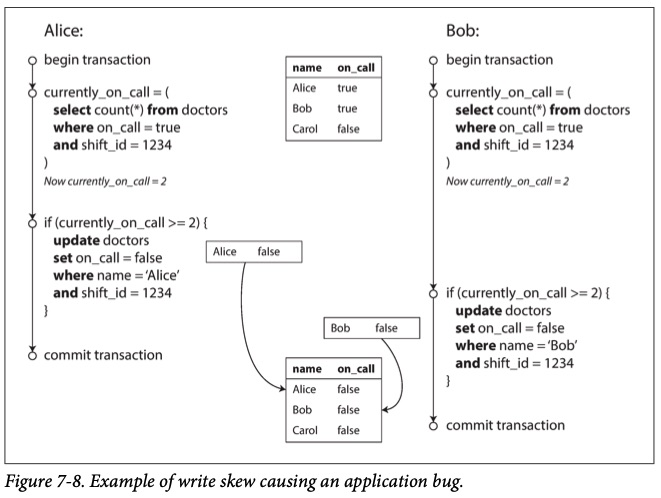 Alice:
begin transaction
currently_on_call = (
select count(*) from doctors
where on_call = true
and shift_id = 1234
)
Now currently_on_call = 2
if (currently_on_call >= 2) {
update doctors
set on_call = false
where name = ‘Alice’
and shift_id = 1234
}
commit transaction
name on_call
Alice true
Bob true
Carol false
Alice false
Bob false
name on_call
Alice false
Bob false
Carol false
Bob:
begin transaction
currently_on_call = (
select count(*) from doctors
where on_call = true
and shift_id = 1234
)
Now currently_on_call = 2
if (currently_on_call >= 2) {
update doctors
set on_call = false
where name = ‘Bob’
and shift_id = 1234
}
commit transaction
Figure 7-8. Example of write skew causing an application bug.